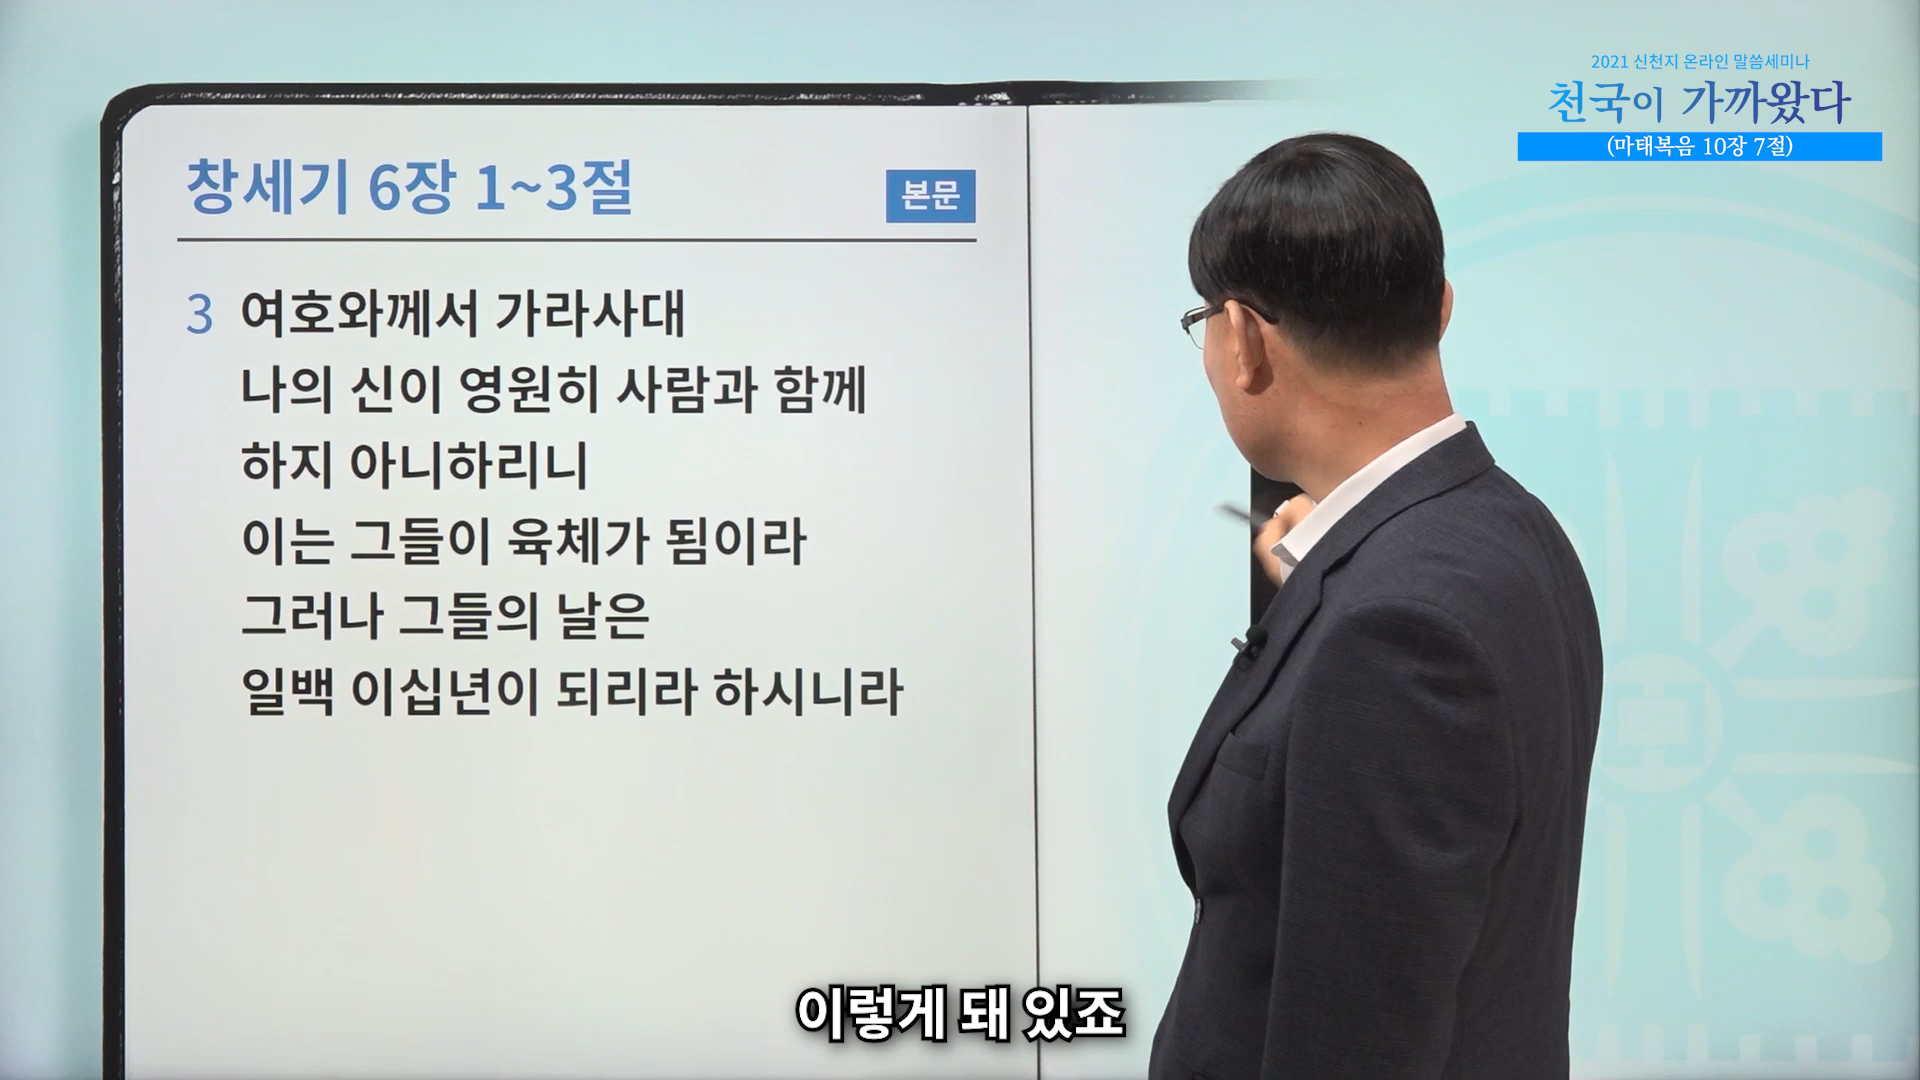 2021 신천지 온라인 말씀세미나
천국이 가까왔다
(마태복음 10장 7절)
창세기 6장 1~3절
본문
3 여호와께서 가라사대
나의 신이 영원히 사람과 함께
하지 아니하리니
이는 그들이 육체가 됨이라
그러나 그들의 날은
일백 이십년이 되리라 하시니라
이렇게 돼 있죠